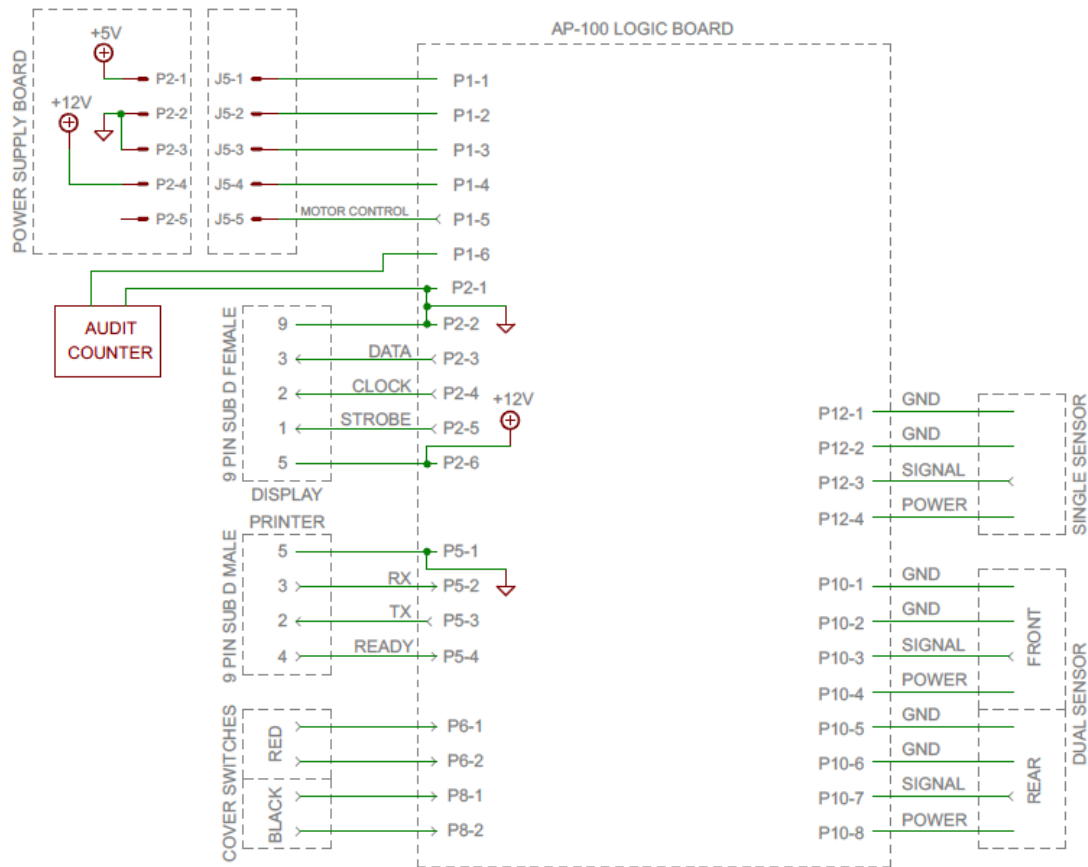 AP-100 LOGIC BOARD
POWER SUPPLY BOARD
+5V
+12V
P2-1
P2-2
P2-3
P2-4
P2-5
J5-1
J5-2
J5-3
J5-4
J5-5
MOTOR CONTROL
P1-1
P1-2
P1-3
P1-4
P1-5
P1-6
P2-1
AUDIT
COUNTER
9 PIN SUB D FEMALE
9
3
2
1
5
DATA
CLOCK
STROBE
P2-2
P2-3
P2-4
P2-5
P2-6
+12V
DISPLAY
PRINTER
9 PIN SUB D MALE
5
3
2
4
RX
TX
READY
P5-1
P5-2
P5-3
P5-4
COVER SWITCHES
RED
BLACK
P6-1
P6-2
P8-1
P8-2
P12-1 GND
P12-2 GND
P12-3 SIGNAL
P12-4 POWER
SINGLE SENSOR
P10-1 GND
P10-2 GND
P10-3 SIGNAL
P10-4 POWER
FRONT
P10-5 GND
P10-6 GND
P10-7 SIGNAL
P10-8 POWER
REAR
DUAL SENSOR